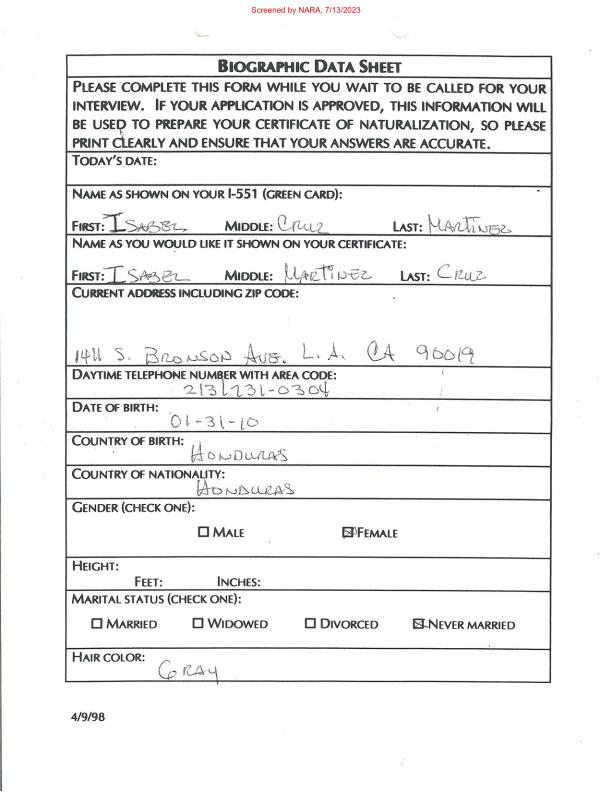 Screened by NARA, 7/13/2023
BIOGRAPHIC DATA SHEET
PLEASE COMPLETE THIS FORM WHILE YOU WAIT TO BE CALLED FOR YOUR
INTERVIEW. IF YOUR APPLICATION IS APPROVED, THIS INFORMATION WILL
BE USED TO PREPARE YOUR CERTIFICATE OF NATURALIZATION, SO PLEASE
PRINT CLEARLY AND ENSURE THAT YOUR ANSWERS ARE ACCURATE.
TODAY'S DATE:
NAME AS SHOWN ON YOUR I-551 (GREEN CARD):
FIRST: ISABEL MIDDLE: CRUZ LAST: MARTINEZ
NAME AS YOU WOULD LIKE IT SHOWN ON YOUR CERTIFICATE:
FIRST: ISABEL MIDDLE: MARTINEZ LAST: CRUZ
CURRENT ADDRESS INCLUDING ZIP CODE:
1411 S. BRONSON AVE. L.A. CA 90019
DAYTIME TELEPHONE NUMBER WITH AREA CODE:
213/731-0304
DATE OF BIRTH:
01-31-10
COUNTRY OF BIRTH:
HONDURAS
COUNTRY OF NATIONALITY:
HONDURAS
GENDER (CHECK ONE):
☐ MALE ☒ FEMALE
HEIGHT:
FEET: INCHES:
MARITAL STATUS (CHECK ONE):
☐ MARRIED ☐ WIDOWED ☐ DIVORCED ☒ NEVER MARRIED
HAIR COLOR:
GRAY
4/9/98